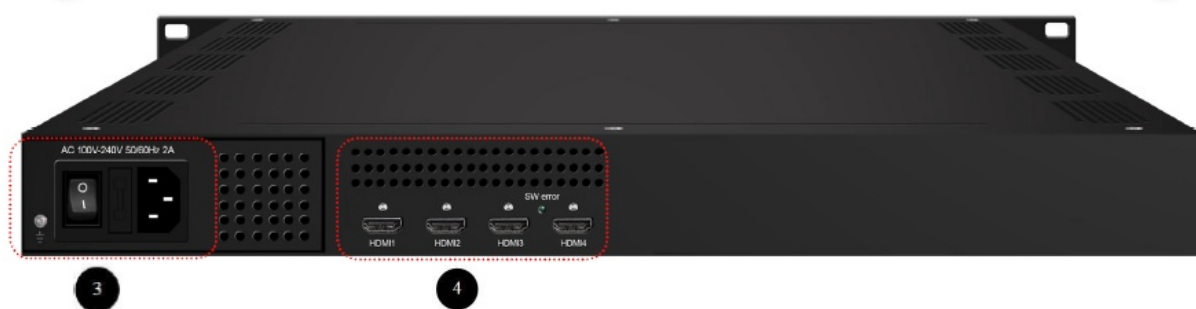 AC 100V-240V 50/60Hz 2A
O
I
SW error
HDMI1 HDMI2 HDMI3 HDMI4
3 4